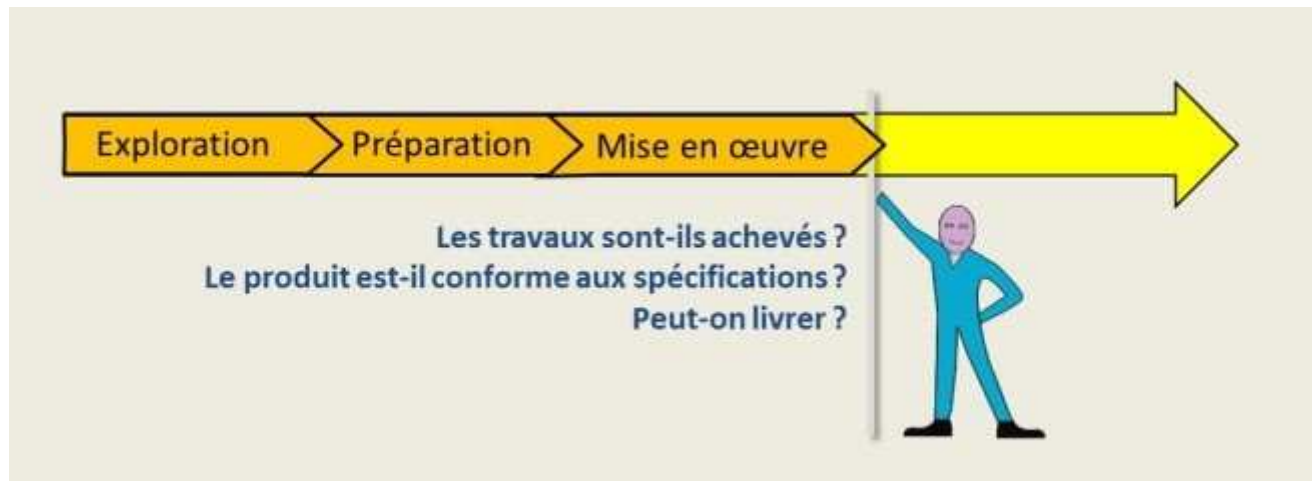 Exploration
Préparation
Mise en œuvre
Les travaux sont-ils achevés ?
Le produit est-il conforme aux spécifications ?
Peut-on livrer ?